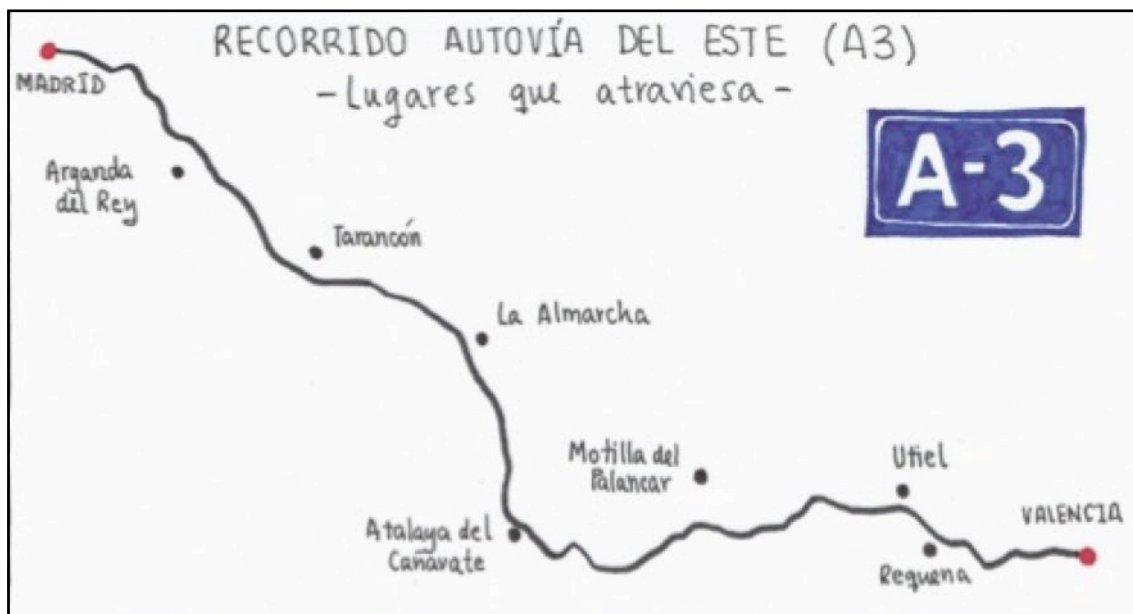 RECORRIDO AUTOVÍA DEL ESTE (A3)
-Lugares que atraviesa-
MADRID
A-3
Arganda
del Rey
Tarancón
La Almarcha
Motilla del
Palancar
Utiel
Atalaya del
Cañavate
VALENCIA
Requena